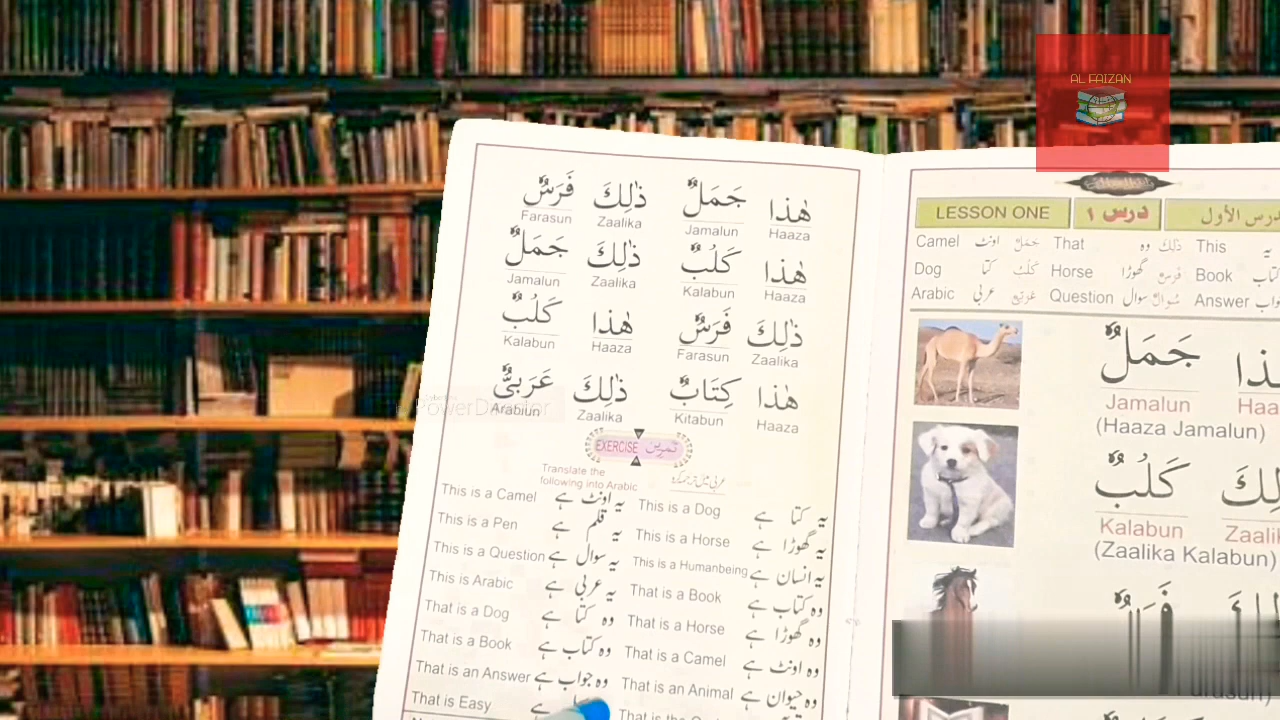 AL FAIZAN
هٰذا جَمَلٌ ذٰلِكَ فَرَسٌ
Haaza Jamalun Zaalika Farasun
هٰذا كَلْبٌ ذٰلِكَ جَمَلٌ
Haaza Kalabun Zaalika Jamalun
ذٰلِكَ فَرَسٌ هٰذا كَلْبٌ
Zaalika Farasun Haaza Kalabun
هٰذا كِتَابٌ ذٰلِكَ عَرَبِىٌّ
Haaza Kitabun Zaalika Arabiun
PowerDirector
EXERCISE تمرين
Translate the
following into Arabic
This is a Camel یہ اونٹ ہے This is a Dog یہ کتا ہے
This is a Pen یہ قلم ہے This is a Horse یہ گھوڑا ہے
This is a Question یہ سوال ہے This is a Humanbeing یہ انسان ہے
This is Arabic یہ عربی ہے That is a Book وہ کتاب ہے
That is a Dog وہ کتا ہے That is a Horse وہ گھوڑا ہے
That is a Book وہ کتاب ہے That is a Camel وہ اونٹ ہے
That is an Answer وہ جواب ہے That is an Animal وہ حیوان ہے
That is Easy
LESSON ONE درس ۱ درس الأول
Camel اونٹ جَمَلٌ That وہ ذٰلِكَ This یہ
Dog کتا كَلْبٌ Horse گھوڑا فَرَسٌ Book
Arabic عربی Question سوال سُوالٌ Answer
جَمَلٌ
Jamalun
(Haaza Jamalun)
كَلْبٌ
Kalabun
(Zaalika Kalabun)